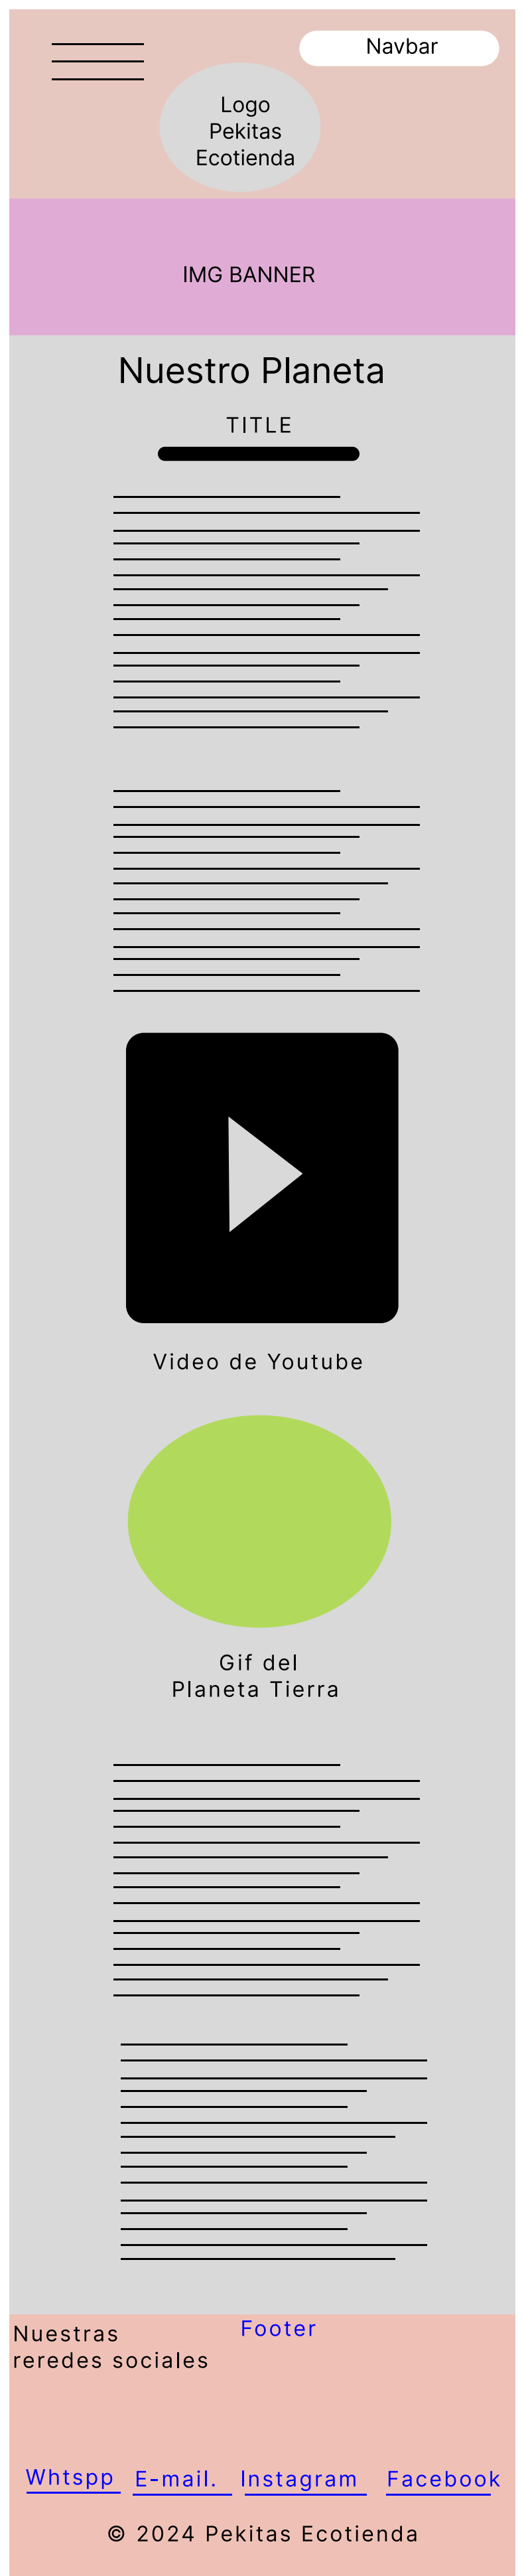 Navbar
Logo
Pekitas
Ecotienda
IMG BANNER
Nuestro Planeta
TITLE
Video de Youtube
Gif del
Planeta Tierra
Footer
Nuestras
reredes sociales
Whtspp
E-mail.
Instagram
Facebook
© 2024 Pekitas Ecotienda